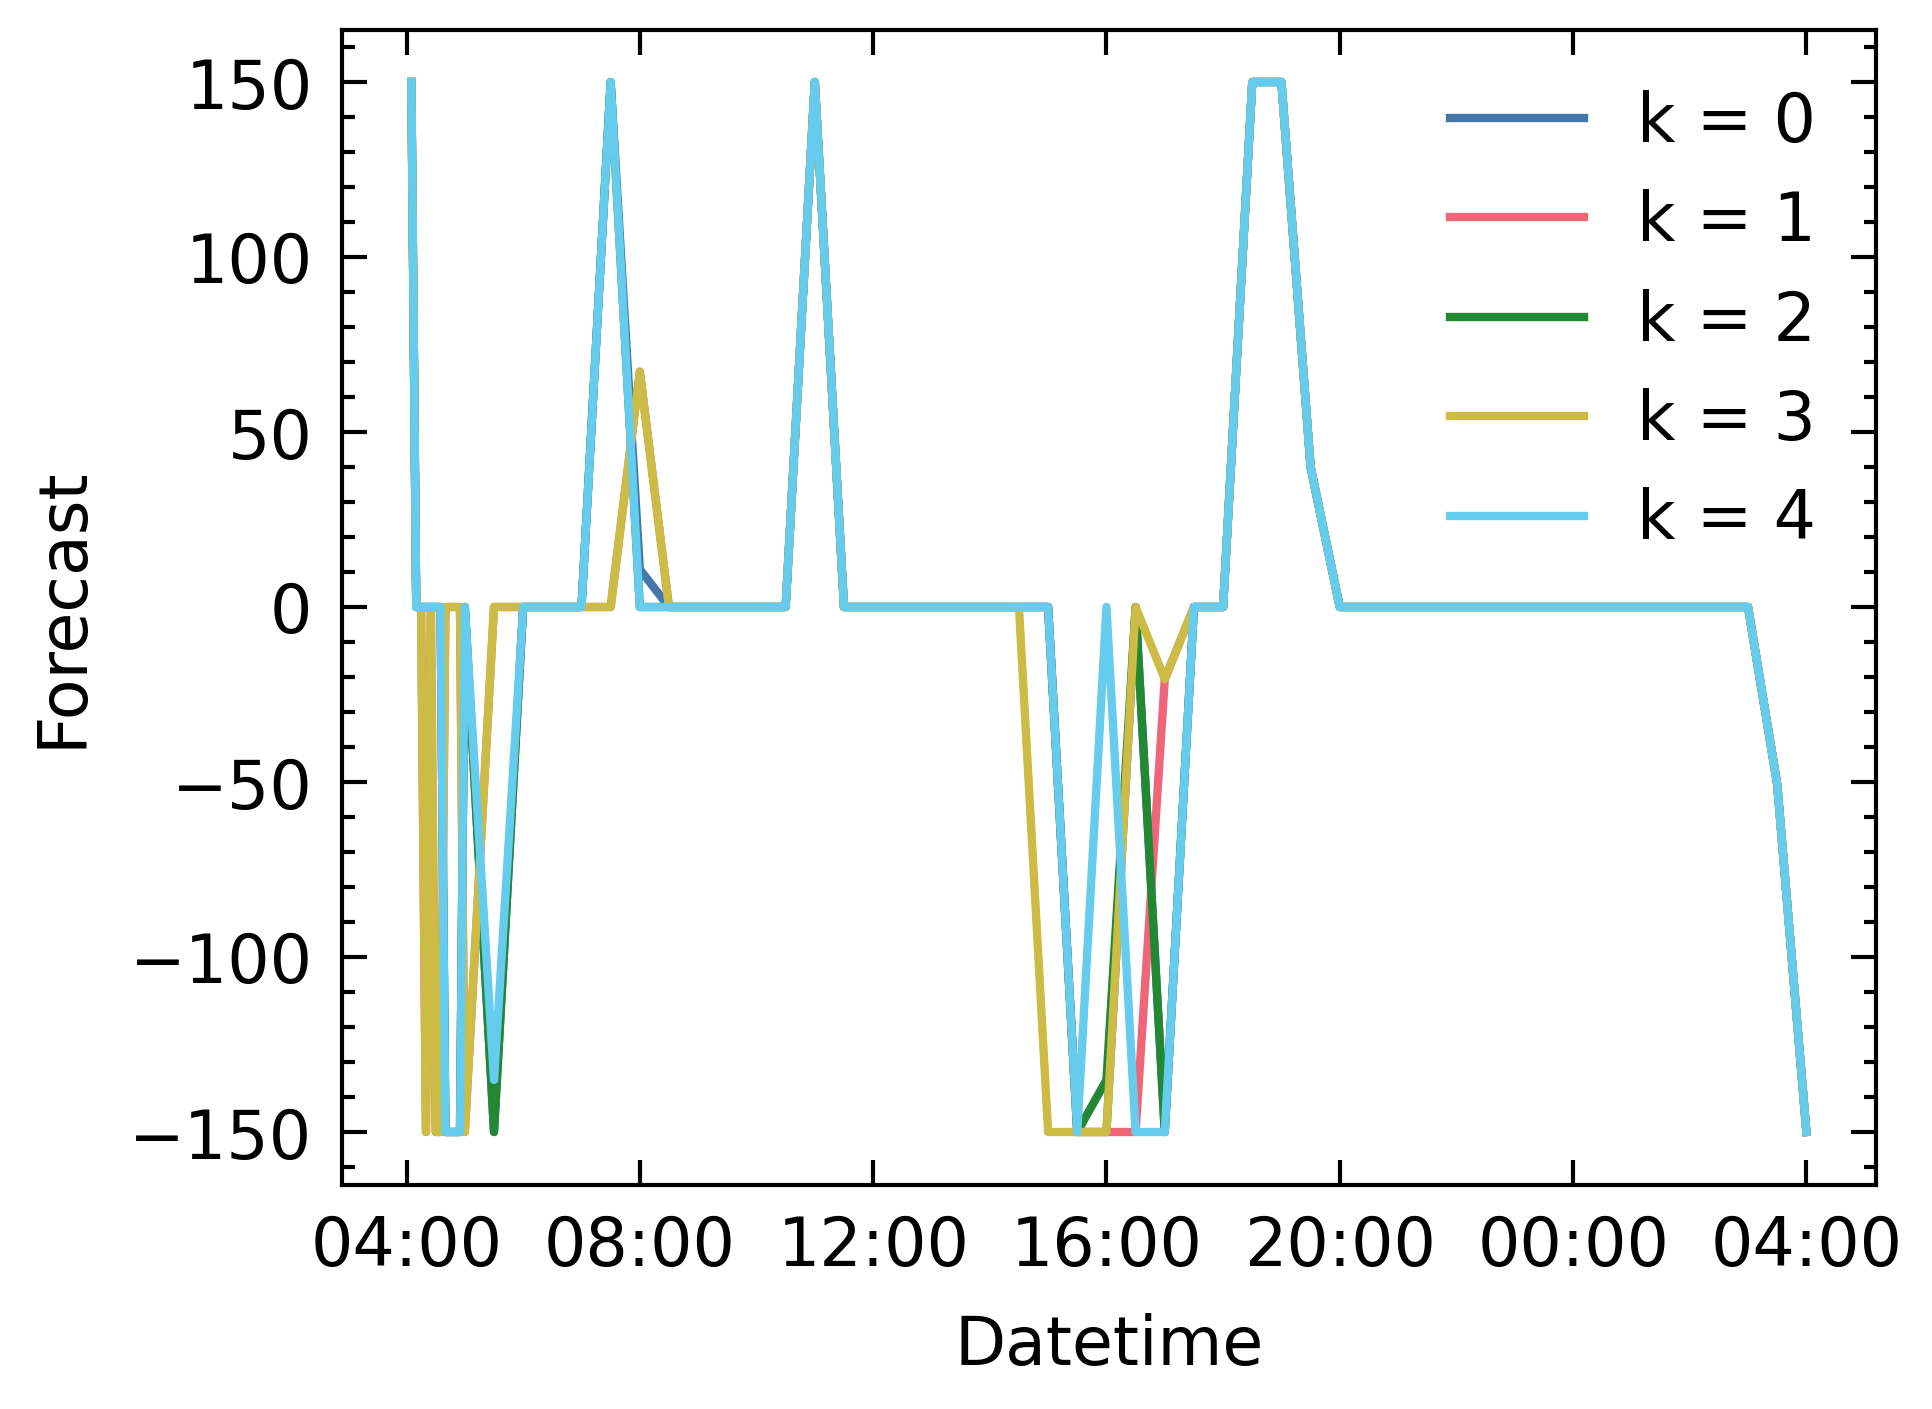 150
100
50
0
−50
−100
−150
Forecast
04:00 08:00 12:00 16:00 20:00 00:00 04:00
Datetime
k = 0
k = 1
k = 2
k = 3
k = 4